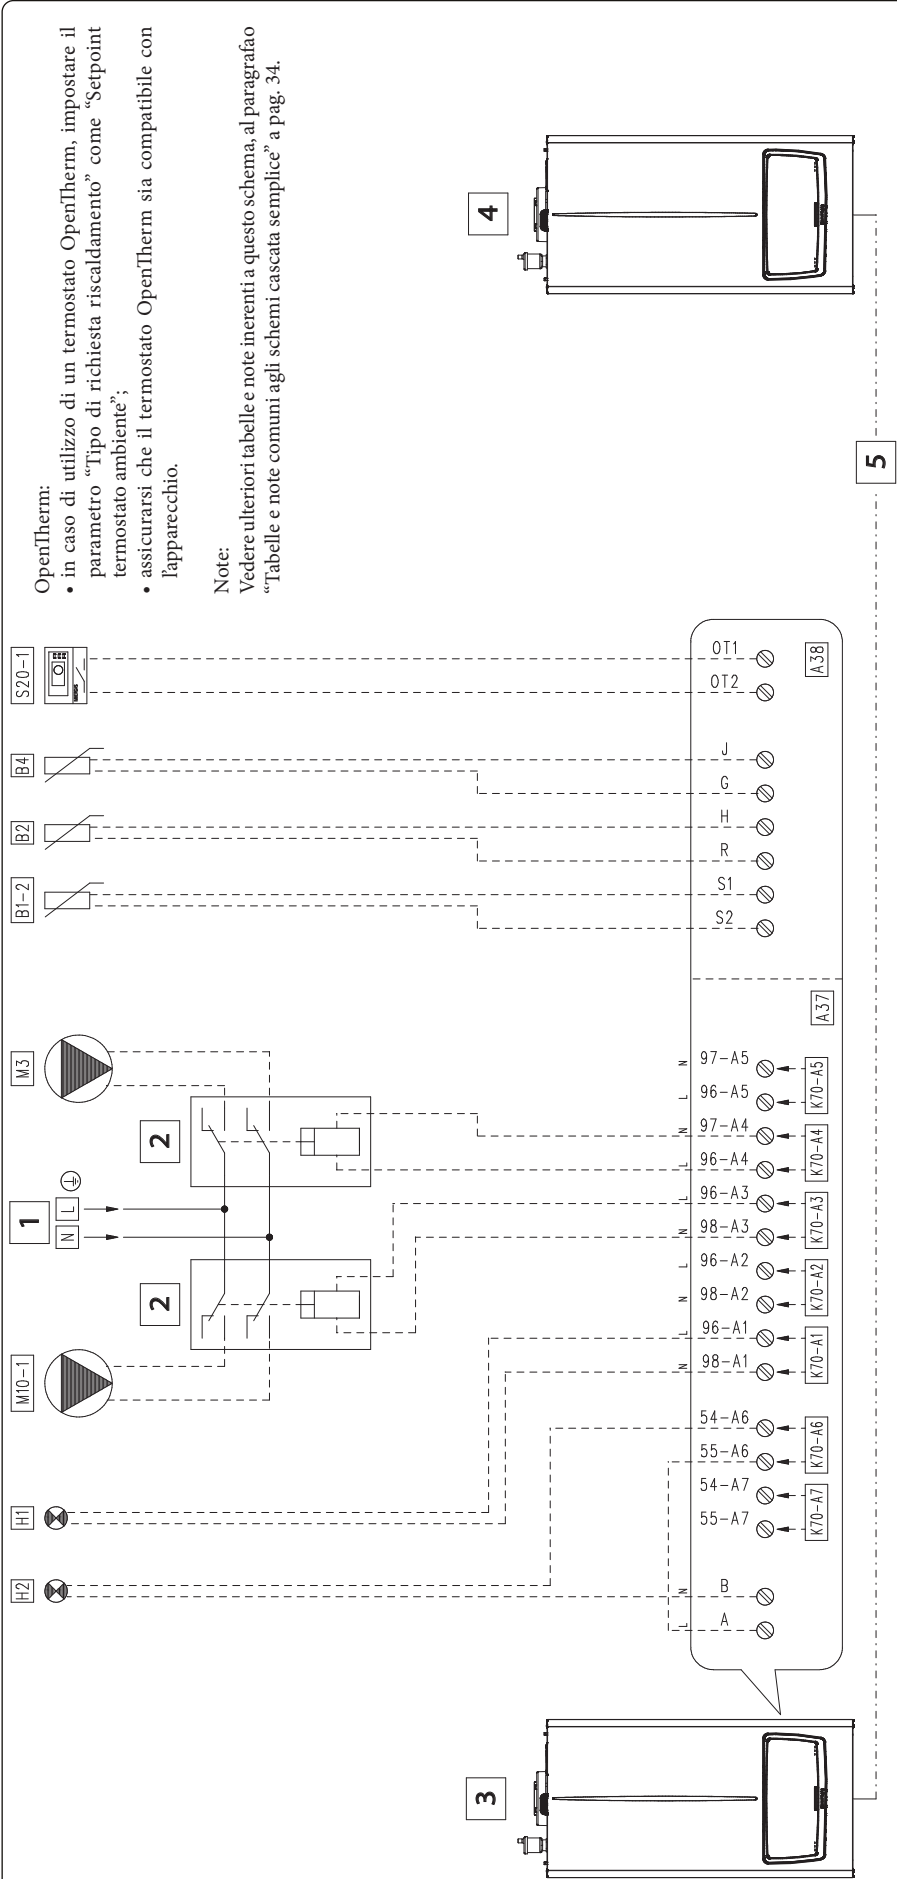 OpenTherm:
• in caso di utilizzo di un termostato OpenTherm, impostare il
parametro “Tipo di richiesta riscaldamento” come “Setpoint
termostato ambiente”;
• assicurarsi che il termostato OpenTherm sia compatibile con
l'apparecchio.
Note:
Vedere ulteriori tabelle e note inerenti a questo schema, al paragrafao
“Tabelle e note comuni agli schemi cascata semplice” a pag. 34.
H2
H1
M10-1
1
N
L
M3
B1-2
B2
B4
S20-1
2
2
3
4
L
N
N
L
N
L
N
L
L
N
L
N
A
B
55-A7
54-A7
55-A6
54-A6
98-A1
96-A1
98-A2
96-A2
98-A3
96-A3
96-A4
97-A4
96-A5
97-A5
S2
S1
R
H
G
J
OT2
OT1
K70-A7
K70-A6
K70-A1
K70-A2
K70-A3
K70-A4
K70-A5
A37
A38
5